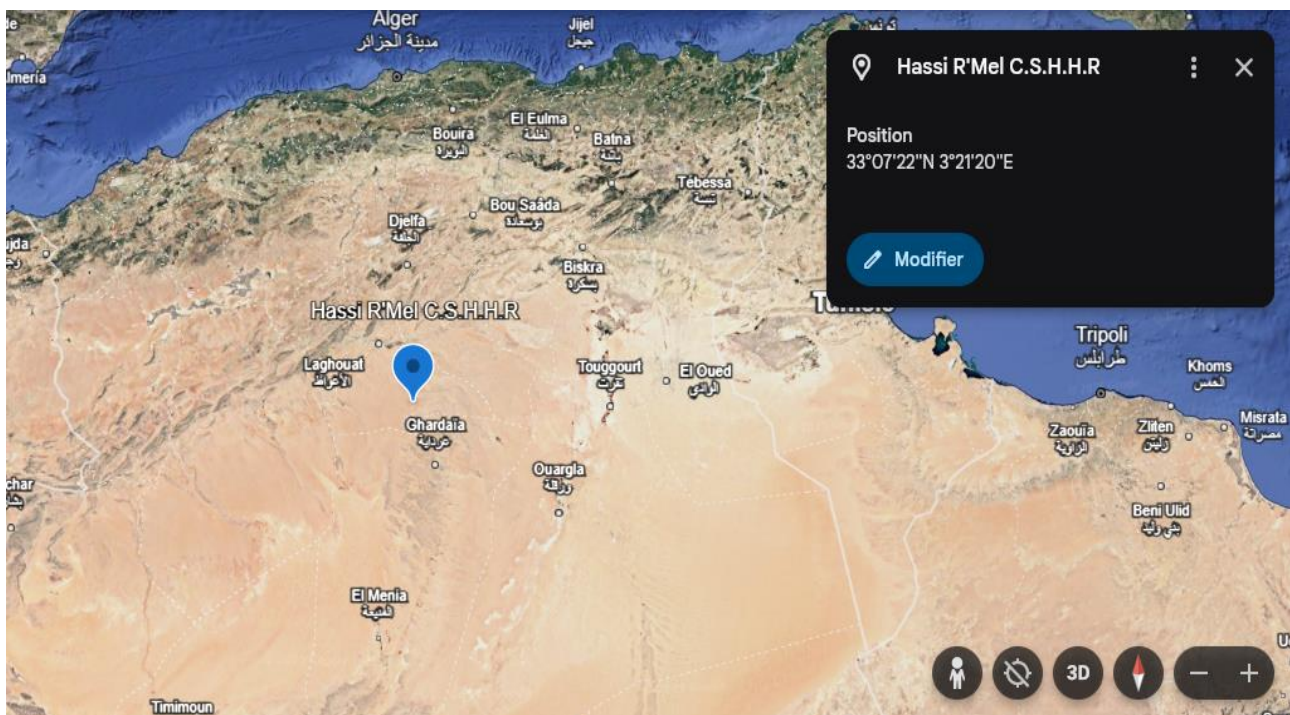 Alger
مدينة الجزائر
Jijel
جيجل
Hassi R'Mel C.S.H.H.R
Position
33°07'22"N 3°21'20"E
Modifier
El Eulma
العلمة
Bouira
البويرة
Batna
باتنة
Tébessa
تبسة
Bou Saâda
بوسعادة
Djelfa
الجلفة
Biskra
بسكرة
Hassi R'Mel C.S.H.H.R
Laghouat
الأغواط
Touggourt
تقرت
El Oued
الوادي
Ghardaïa
غرداية
Ouargla
ورقلة
El Menia
المنيعة
Timimoun
Tripoli
طرابلس
Khoms
الخمس
Misrata
مصراتة
Zliten
زليتن
Zaouïa
الزاوية
Beni Ulid
بني وليد
3D